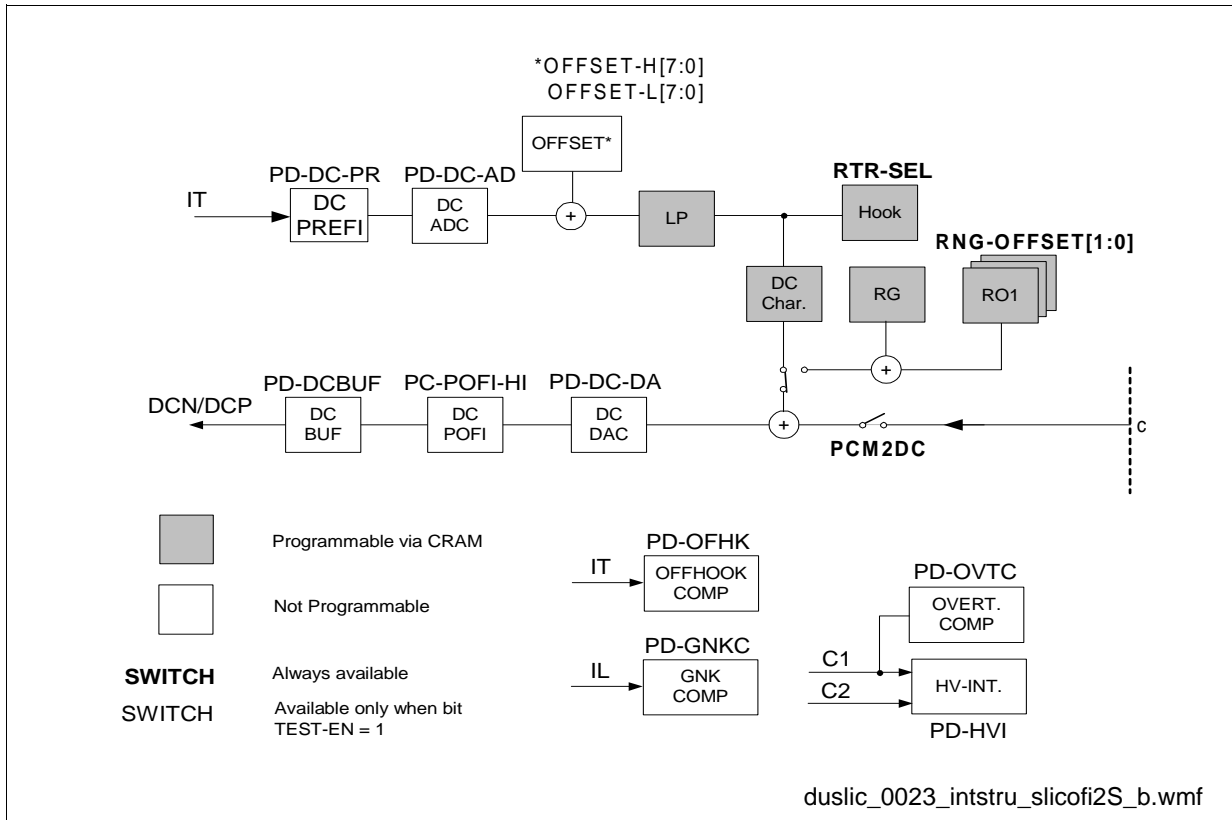 *OFFSET-H[7:0]
OFFSET-L[7:0]
OFFSET*
PD-DC-PR
PD-DC-AD
RTR-SEL
IT
DC
PREFI
DC
ADC
+
LP
Hook
RNG-OFFSET[1:0]
DC
Char.
RG
RO1
+
PD-DCBUF
PC-POFI-HI
PD-DC-DA
DCN/DCP
DC
BUF
DC
POFI
DC
DAC
+
C
PCM2DC
Programmable via CRAM
Not Programmable
SWITCH
Always available
SWITCH
Available only when bit
TEST-EN = 1
PD-OFHK
IT
OFFHOOK
COMP
PD-GNKC
IL
GNK
COMP
PD-OVTC
OVERT.
COMP
C1
C2
HV-INT.
PD-HVI
duslic_0023_intstru_slicofi2S_b.wmf